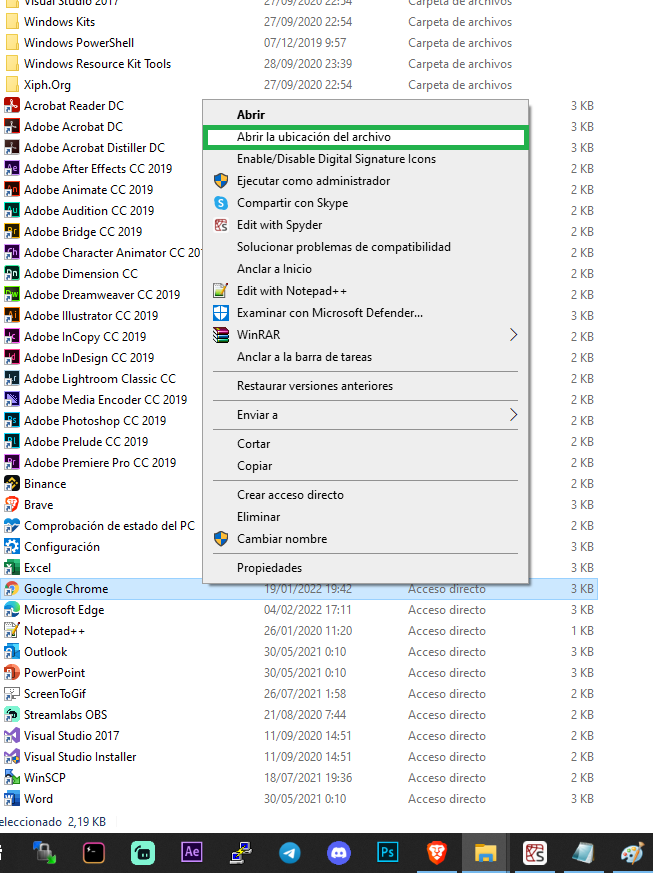 Visual Studio 2017 27/09/2020 22:54 Carpeta de archivos
Windows Kits 27/09/2020 22:54 Carpeta de archivos
Windows PowerShell 07/12/2019 9:57 Carpeta de archivos
Windows Resource Kit Tools 28/09/2020 23:39 Carpeta de archivos
Xiph.Org 27/09/2020 22:54 Carpeta de archivos
Acrobat Reader DC 3 KB
Adobe Acrobat DC 3 KB
Adobe Acrobat Distiller DC 3 KB
Adobe After Effects CC 2019 2 KB
Adobe Animate CC 2019 2 KB
Adobe Audition CC 2019 2 KB
Adobe Bridge CC 2019 2 KB
Adobe Character Animator CC 20 2 KB
Adobe Dimension CC 2 KB
Adobe Dreamweaver CC 2019 2 KB
Adobe Illustrator CC 2019 2 KB
Adobe InCopy CC 2019 2 KB
Adobe InDesign CC 2019 2 KB
Adobe Lightroom Classic CC 2 KB
Adobe Media Encoder CC 2019 2 KB
Adobe Photoshop CC 2019 2 KB
Adobe Prelude CC 2019 2 KB
Adobe Premiere Pro CC 2019 2 KB
Binance 2 KB
Brave 3 KB
Comprobación de estado del PC 2 KB
Configuración 3 KB
Excel 3 KB
Google Chrome 19/01/2022 19:42 Acceso directo 3 KB
Microsoft Edge 04/02/2022 17:11 Acceso directo 3 KB
Notepad++ 26/01/2020 11:20 Acceso directo 1 KB
Outlook 30/05/2021 0:10 Acceso directo 3 KB
PowerPoint 30/05/2021 0:10 Acceso directo 3 KB
ScreenToGif 26/07/2021 1:58 Acceso directo 2 KB
Streamlabs OBS 21/08/2020 7:44 Acceso directo 2 KB
Visual Studio 2017 11/09/2020 14:51 Acceso directo 2 KB
Visual Studio Installer 11/09/2020 14:51 Acceso directo 2 KB
WinSCP 18/07/2021 19:36 Acceso directo 2 KB
Word 30/05/2021 0:10 Acceso directo 3 KB
eleccionado 2,19 KB
Abrir
Abrir la ubicación del archivo
Enable/Disable Digital Signature Icons
Ejecutar como administrador
Compartir con Skype
Edit with Spyder
Solucionar problemas de compatibilidad
Anclar a Inicio
Edit with Notepad++
Examinar con Microsoft Defender...
WinRAR
Anclar a la barra de tareas
Restaurar versiones anteriores
Enviar a
Cortar
Copiar
Crear acceso directo
Eliminar
Cambiar nombre
Propiedades
Ae Ps